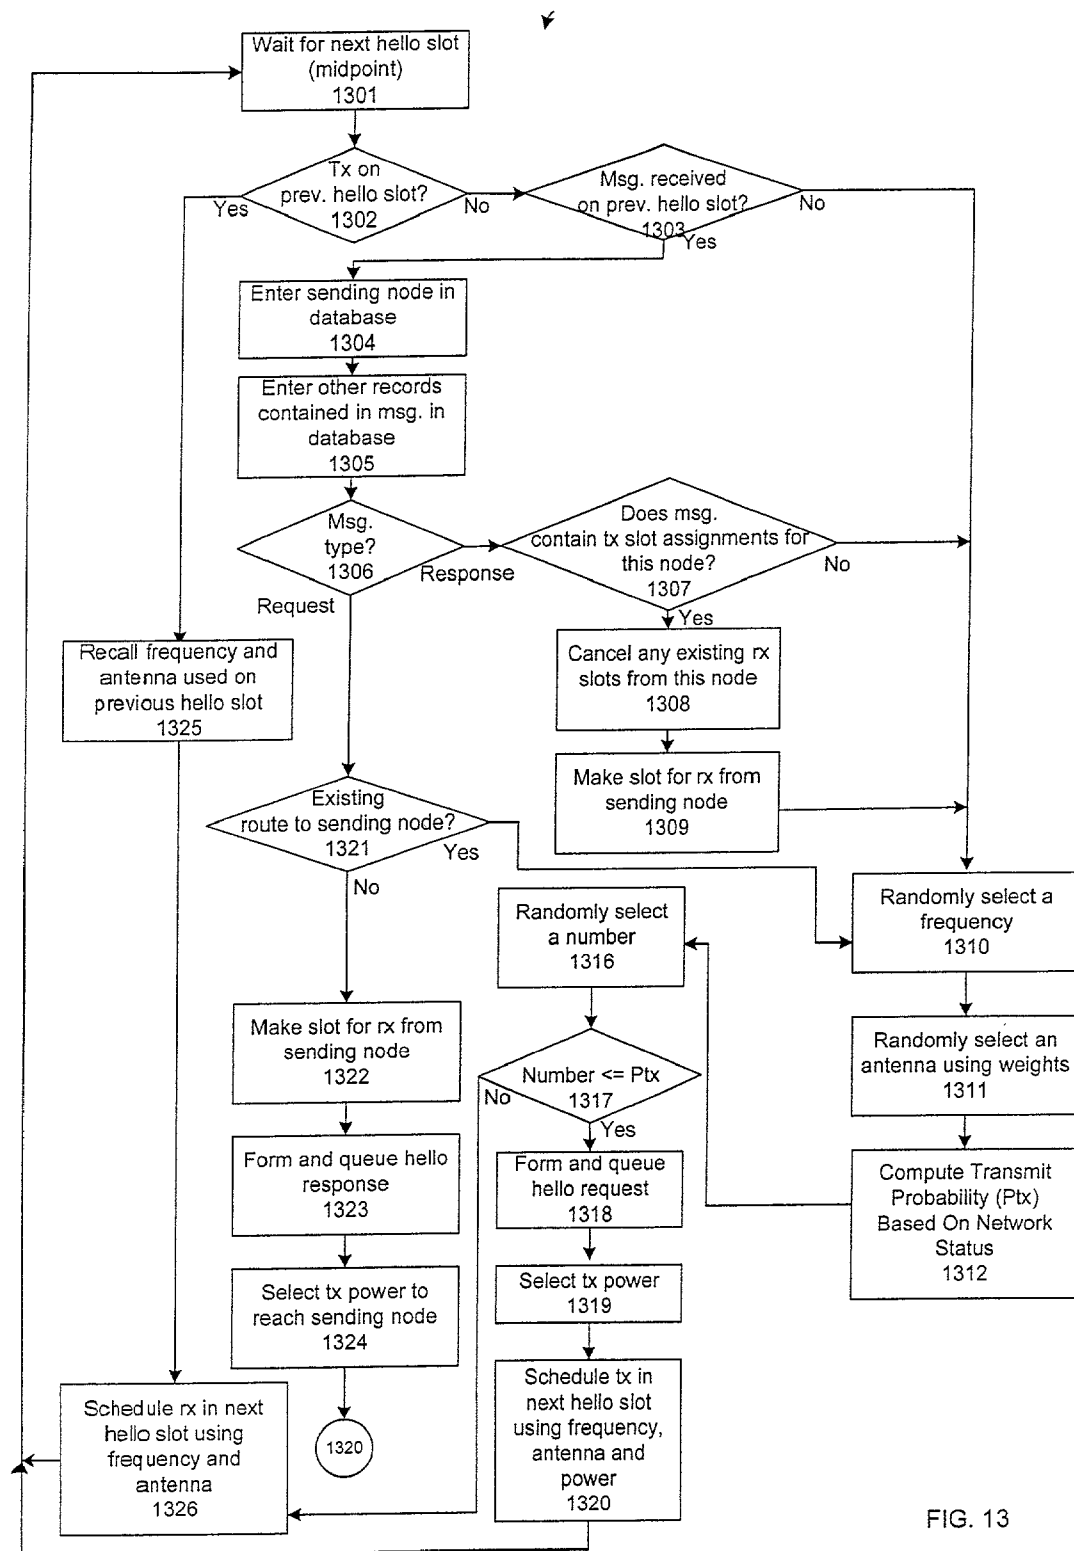 Wait for next hello slot
(midpoint)
1301
Tx on
prev. hello slot?
1302
Yes
No
Msg. received
on prev. hello slot?
1303
No
Yes
Enter sending node in
database
1304
Enter other records
contained in msg. in
database
1305
Msg.
type?
1306
Response
Request
Does msg.
contain tx slot assignments for
this node?
1307
No
Yes
Recall frequency and
antenna used on
previous hello slot
1325
Cancel any existing rx
slots from this node
1308
Make slot for rx from
sending node
1309
Existing
route to sending node?
1321
Yes
No
Randomly select
a number
1316
Randomly select a
frequency
1310
Make slot for rx from
sending node
1322
Number <= Ptx
1317
No
Yes
Randomly select an
antenna using weights
1311
Form and queue hello
response
1323
Form and queue
hello request
1318
Compute Transmit
Probability (Ptx)
Based On Network
Status
1312
Select tx power to
reach sending node
1324
Select tx power
1319
Schedule rx in next
hello slot using
frequency and
antenna
1326
1320
Schedule tx in
next hello slot
using frequency,
antenna and
power
1320
FIG. 13